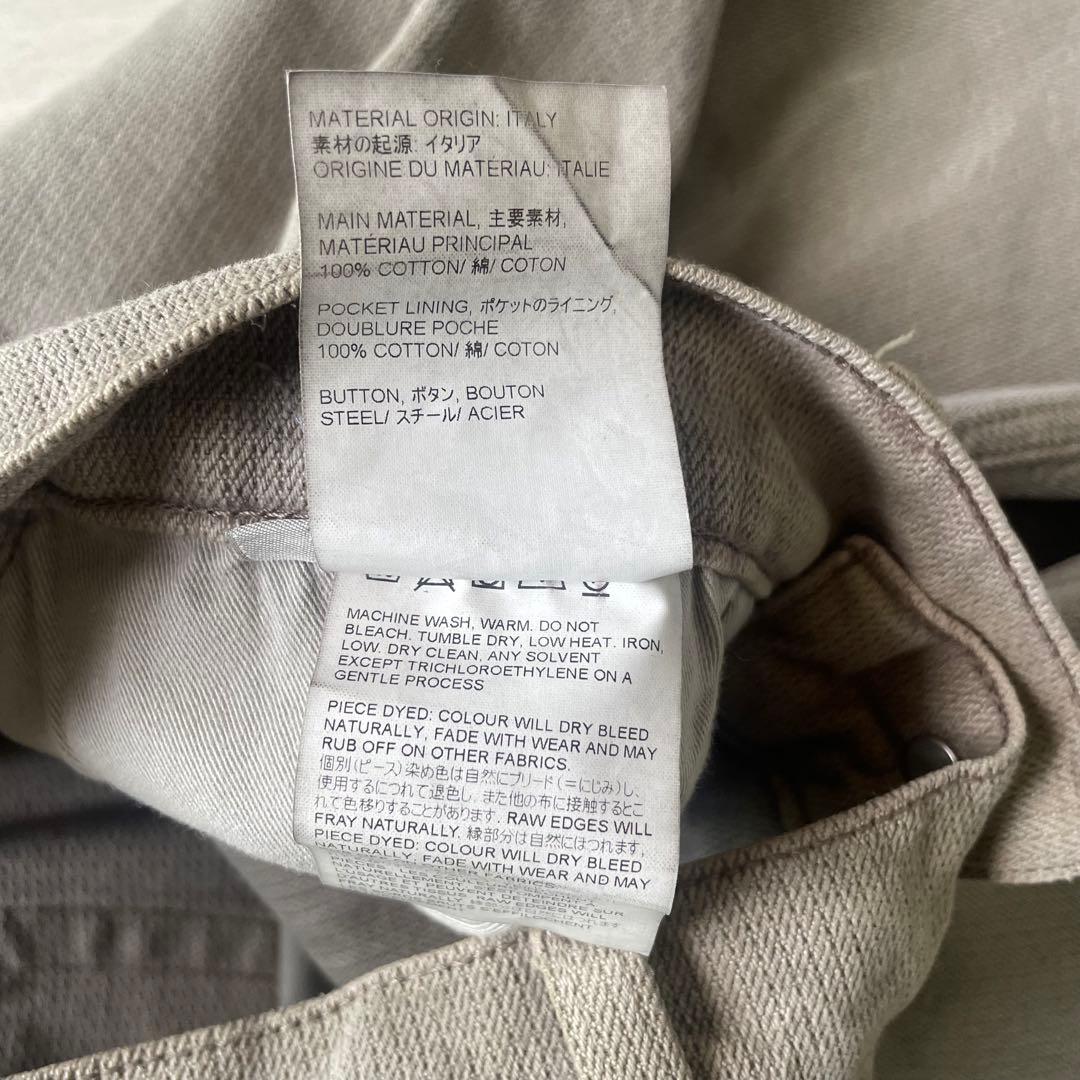 MATERIAL ORIGIN: ITALY
素材の起源: イタリア
ORIGINE DU MATÉRIAU: ITALIE
MAIN MATERIAL, 主要素材,
MATÉRIAU PRINCIPAL
100% COTTON/ 綿/ COTON
POCKET LINING, ポケットのライニング,
DOUBLURE POCHE
100% COTTON/ 綿/ COTON
BUTTON, ボタン, BOUTON
STEEL/ スチール/ ACIER
MACHINE WASH, WARM. DO NOT
BLEACH. TUMBLE DRY, LOW HEAT. IRON,
LOW. DRY CLEAN, ANY SOLVENT
EXCEPT TRICHLOROETHYLENE ON A
GENTLE PROCESS
PIECE DYED: COLOUR WILL DRY BLEED
NATURALLY, FADE WITH WEAR AND MAY
RUB OFF ON OTHER FABRICS.
個別(ピース)染め色は自然にブリード(=にじみ)し、
使用するにつれて退色し、また他の布に接触するとこ
れで色移りすることがあります. RAW EDGES WILL
FRAY NATURALLY. 縁部分は自然にほつれます.
PIECE DYED: COLOUR WILL DRY BLEED
NATURALLY, FADE WITH WEAR AND MAY